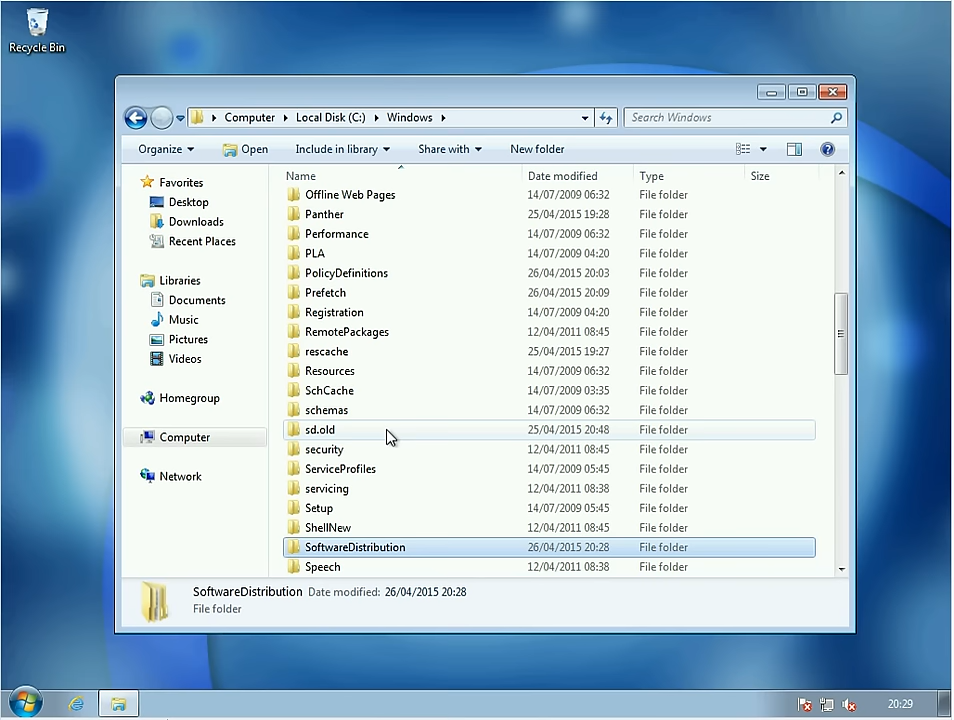 Recycle Bin
Computer Local Disk (C:) Windows
Search Windows
Organize Open Include in library Share with New folder
Name Date modified Type Size
Favorites
Desktop
Downloads
Recent Places
Libraries
Documents
Music
Pictures
Videos
Homegroup
Computer
Network
Offline Web Pages 14/07/2009 06:32 File folder
Panther 25/04/2015 19:28 File folder
Performance 14/07/2009 06:32 File folder
PLA 14/07/2009 04:20 File folder
PolicyDefinitions 26/04/2015 20:03 File folder
Prefetch 26/04/2015 20:09 File folder
Registration 14/07/2009 04:20 File folder
RemotePackages 12/04/2011 08:45 File folder
rescache 25/04/2015 19:27 File folder
Resources 14/07/2009 06:32 File folder
SchCache 14/07/2009 03:35 File folder
schemas 14/07/2009 06:32 File folder
sd.old 25/04/2015 20:48 File folder
security 12/04/2011 08:45 File folder
ServiceProfiles 14/07/2009 05:45 File folder
servicing 12/04/2011 08:38 File folder
Setup 14/07/2009 05:45 File folder
ShellNew 12/04/2011 08:45 File folder
SoftwareDistribution 26/04/2015 20:28 File folder
Speech 12/04/2011 08:38 File folder
SoftwareDistribution Date modified: 26/04/2015 20:28
File folder
20:29